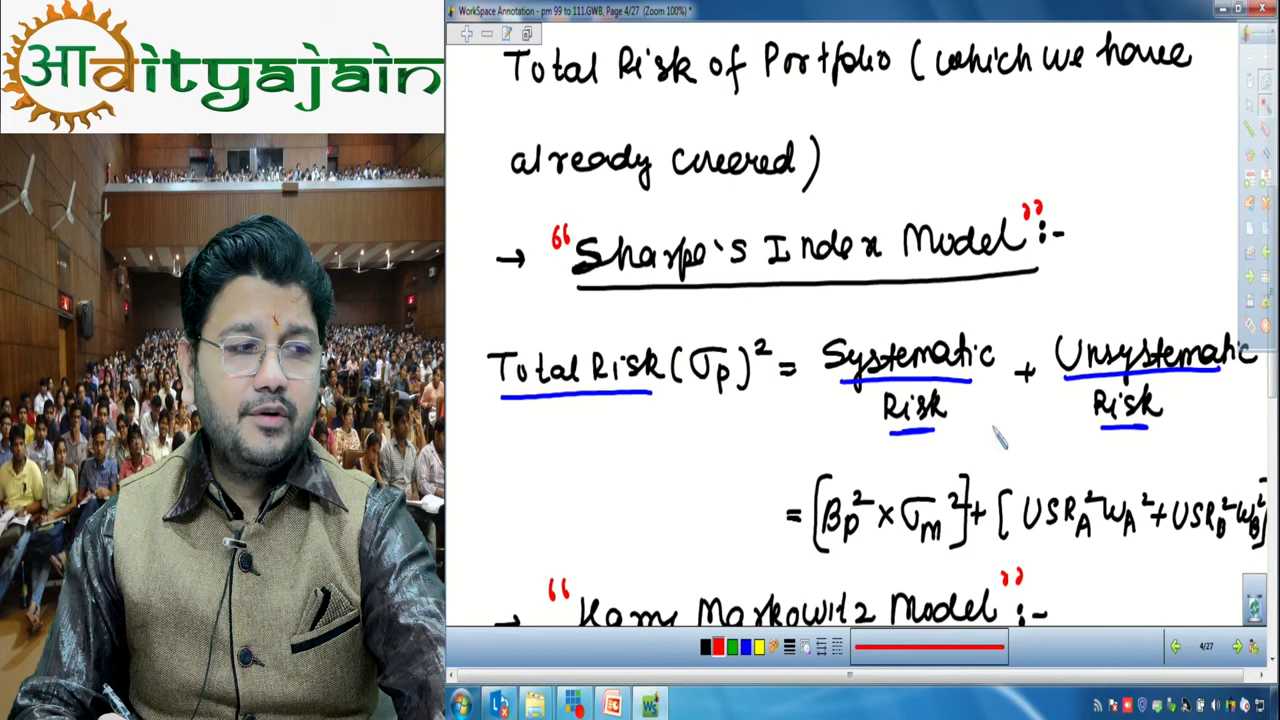 आdityajain
WorkSpace Annotation - pm 99 to 111.GWB, Page 4/27 (Zoom 100%) *
Total Risk of Portfolio (which we have
already covered)
→ "Sharpe's Index Model":-
Total Risk (σp)² = Systematic Risk + Unsystematic Risk
= [βp² × σm²] + [USRA² WA² + USRB² WB²]
→ "Harry Markowitz Model":-
4/27